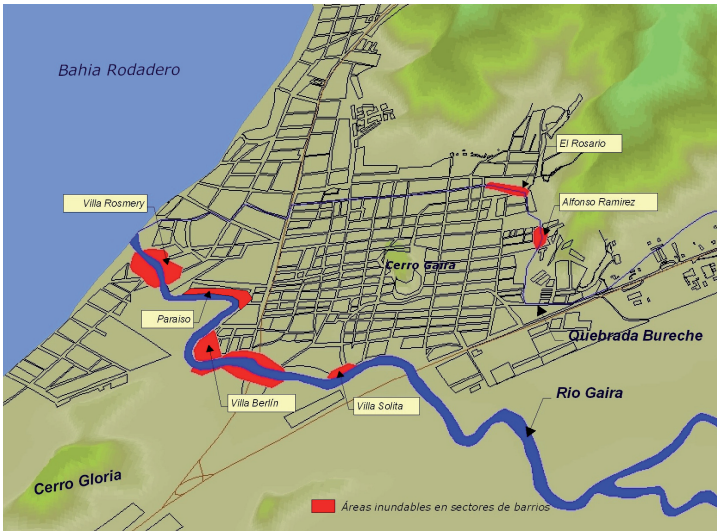 Bahia Rodadero
El Rosario
Villa Rosmery
Alfonso Ramirez
Cerro Gaira
Paraiso
Quebrada Bureche
Villa Berlín
Villa Solita
Rio Gaira
Cerro Gloria
Áreas inundables en sectores de barrios